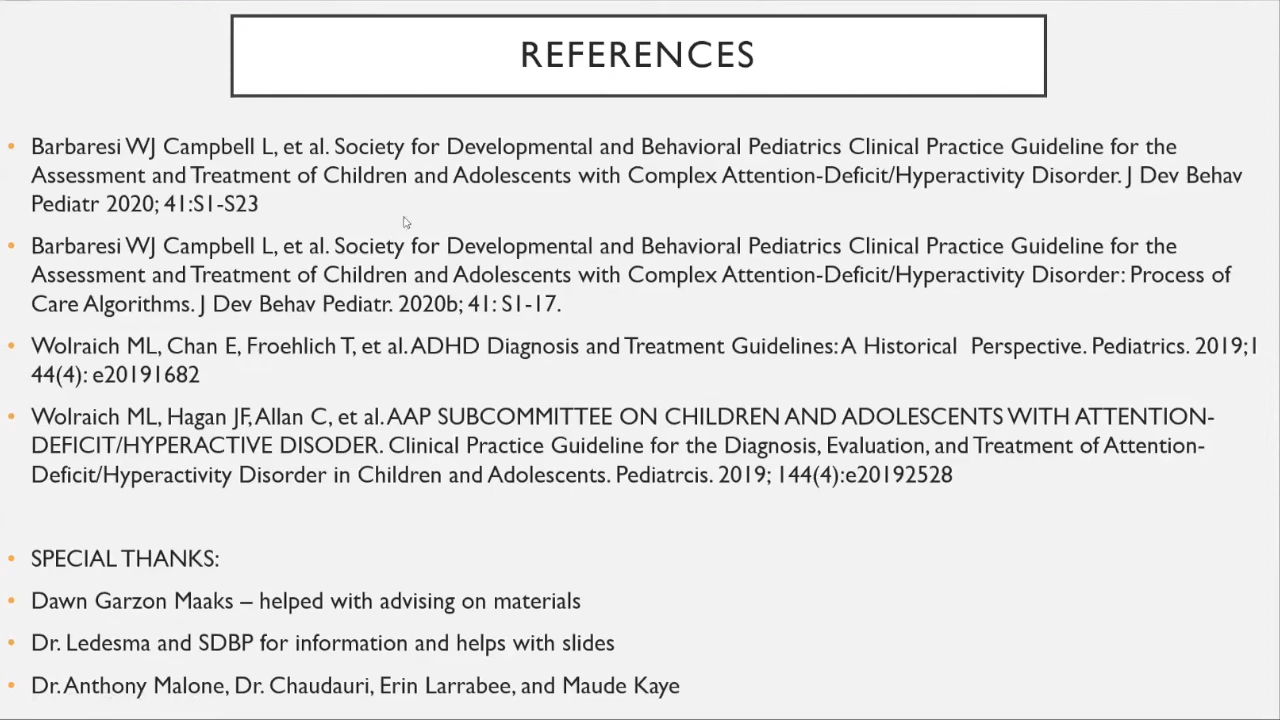 REFERENCES
• Barbaresi WJ Campbell L, et al. Society for Developmental and Behavioral Pediatrics Clinical Practice Guideline for the
Assessment and Treatment of Children and Adolescents with Complex Attention-Deficit/Hyperactivity Disorder. J Dev Behav
Pediatr 2020; 41:S1-S23
• Barbaresi WJ Campbell L, et al. Society for Developmental and Behavioral Pediatrics Clinical Practice Guideline for the
Assessment and Treatment of Children and Adolescents with Complex Attention-Deficit/Hyperactivity Disorder: Process of
Care Algorithms. J Dev Behav Pediatr. 2020b; 41: S1-17.
• Wolraich ML, Chan E, Froehlich T, et al. ADHD Diagnosis and Treatment Guidelines: A Historical Perspective. Pediatrics. 2019;1
44(4): e20191682
• Wolraich ML, Hagan JF, Allan C, et al. AAP SUBCOMMITTEE ON CHILDREN AND ADOLESCENTS WITH ATTENTION-
DEFICIT/HYPERACTIVE DISODER. Clinical Practice Guideline for the Diagnosis, Evaluation, and Treatment of Attention-
Deficit/Hyperactivity Disorder in Children and Adolescents. Pediatrcis. 2019; 144(4):e20192528
• SPECIAL THANKS:
• Dawn Garzon Maaks – helped with advising on materials
• Dr. Ledesma and SDBP for information and helps with slides
• Dr. Anthony Malone, Dr. Chaudauri, Erin Larrabee, and Maude Kaye